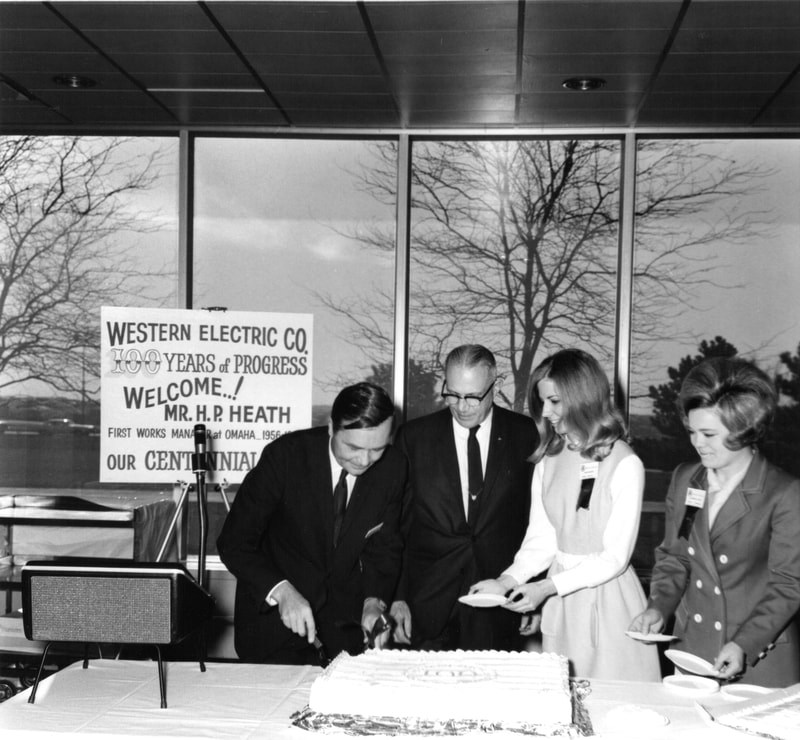 WESTERN ELECTRIC CO.
100 YEARS of PROGRESS
WELCOME..!
MR. H.P. HEATH
FIRST WORKS MANAGER at OMAHA...1956
OUR CENTENNIAL